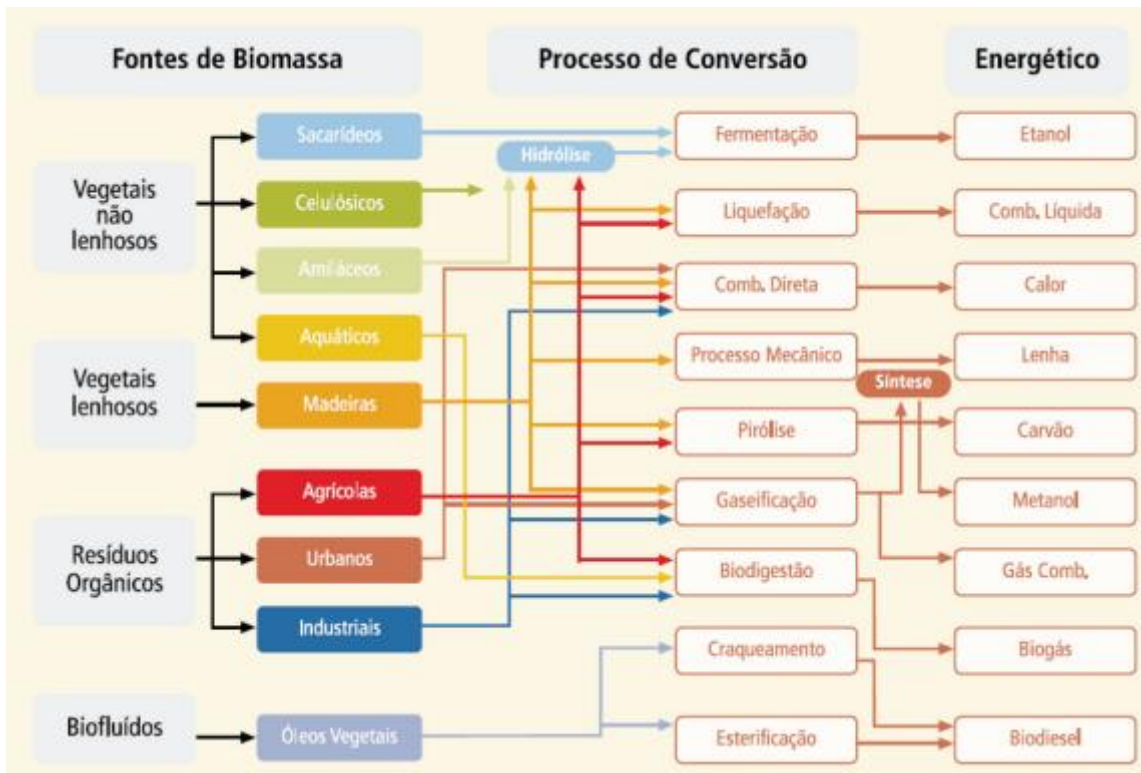 Fontes de Biomassa
Processo de Conversão
Energético
Vegetais
não
lenhosos
Sacarídeos
Celulósicos
Amiláceos
Aquáticos
Vegetais
lenhosos
Madeiras
Resíduos
Orgânicos
Agrícolas
Urbanos
Industriais
Biofluídos
Óleos Vegetais
Hidrólise
Fermentação
Liquefação
Comb. Direta
Processo Mecânico
Síntese
Pirólise
Gaseificação
Biodigestão
Craqueamento
Esterificação
Etanol
Comb. Líquida
Calor
Lenha
Carvão
Metanol
Gás Comb.
Biogás
Biodiesel